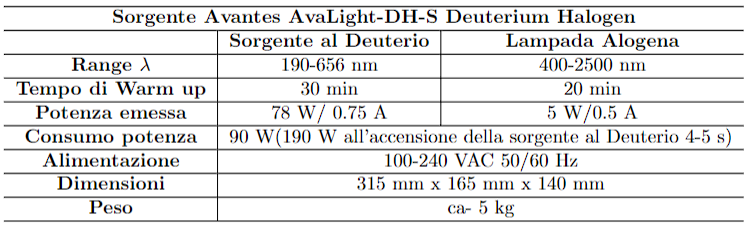 Sorgente Avantes AvaLight-DH-S Deuterium Halogen
Sorgente al Deuterio Lampada Alogena
Range λ 190-656 nm 400-2500 nm
Tempo di Warm up 30 min 20 min
Potenza emessa 78 W/ 0.75 A 5 W/0.5 A
Consumo potenza 90 W(190 W all'accensione della sorgente al Deuterio 4-5 s)
Alimentazione 100-240 VAC 50/60 Hz
Dimensioni 315 mm x 165 mm x 140 mm
Peso ca- 5 kg